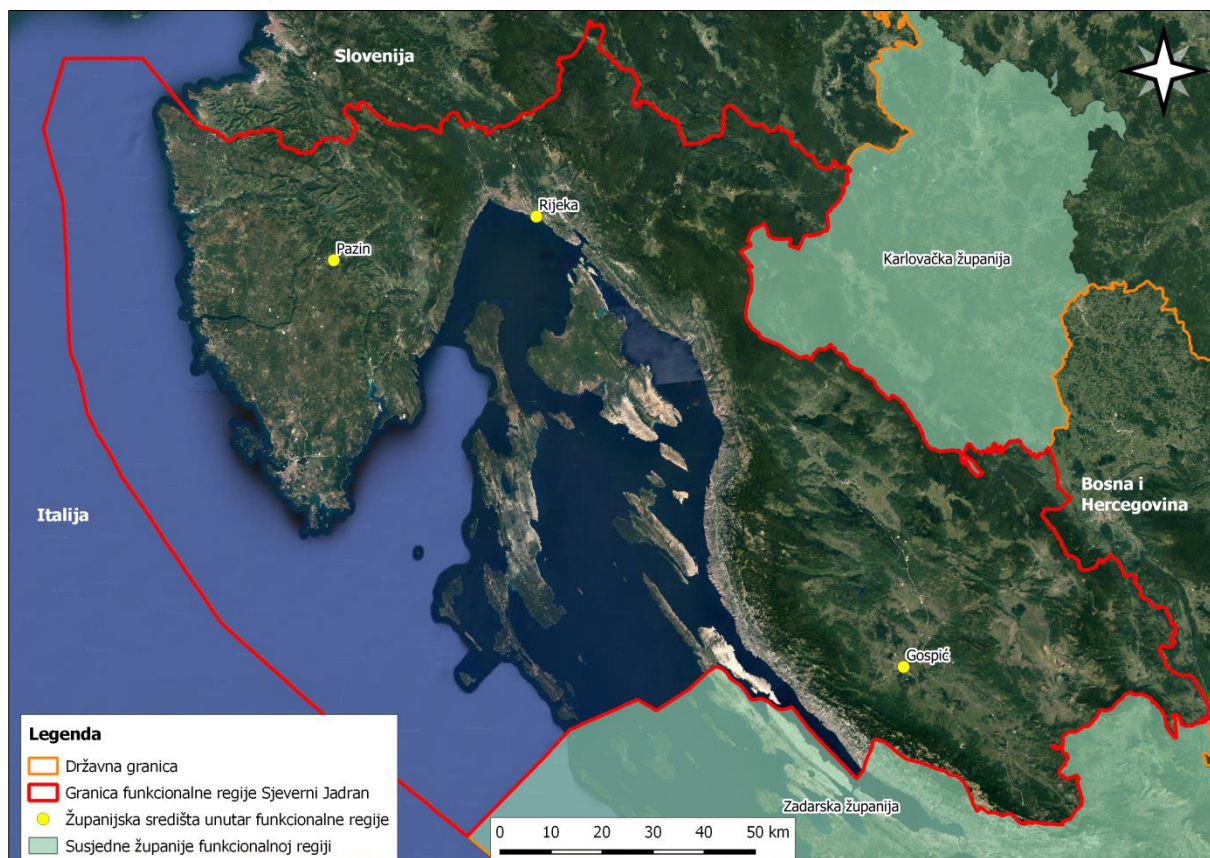 Slovenija
Rijeka
Pazin
Karlovačka županija
Bosna i
Hercegovina
Italija
Gospić
Zadarska županija
Legenda
Državna granica
Granica funkcionalne regije Sjeverni Jadran
Županijska središta unutar funkcionalne regije
Susjedne županije funkcionalnoj regiji
0 10 20 30 40 50 km